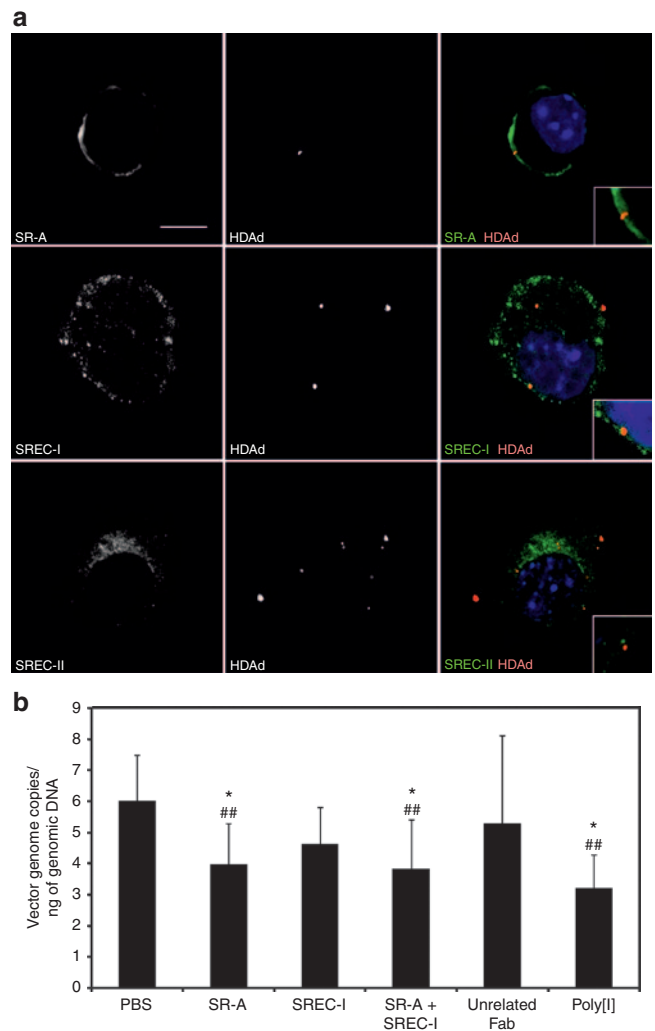 a
SR-A
HDAd
SR-A HDAd
SREC-I
HDAd
SREC-I HDAd
SREC-II
HDAd
SREC-II HDAd
b
Vector genome copies/
ng of genomic DNA
9
8
7
6
5
4
3
2
1
0
*
##
*
##
*
##
PBS
SR-A
SREC-I
SR-A +
SREC-I
Unrelated
Fab
Poly[I]